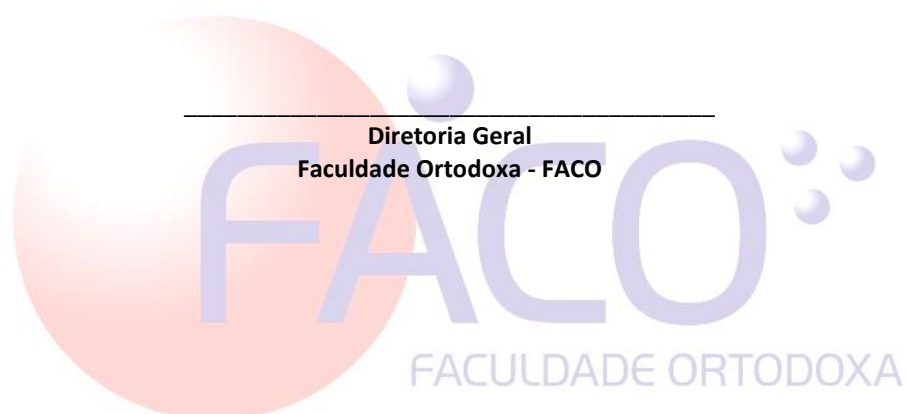 Diretoria Geral
Faculdade Ortodoxa - FACO
FACO
FACULDADE ORTODOXA